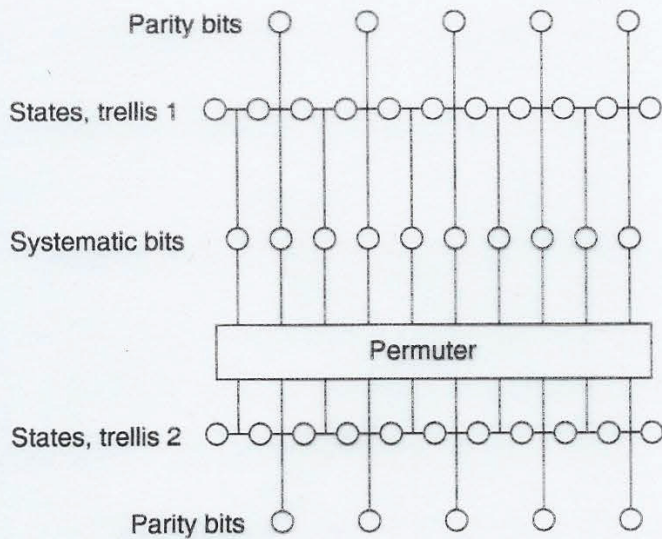 Parity bits
States, trellis 1
Systematic bits
Permuter
States, trellis 2
Parity bits